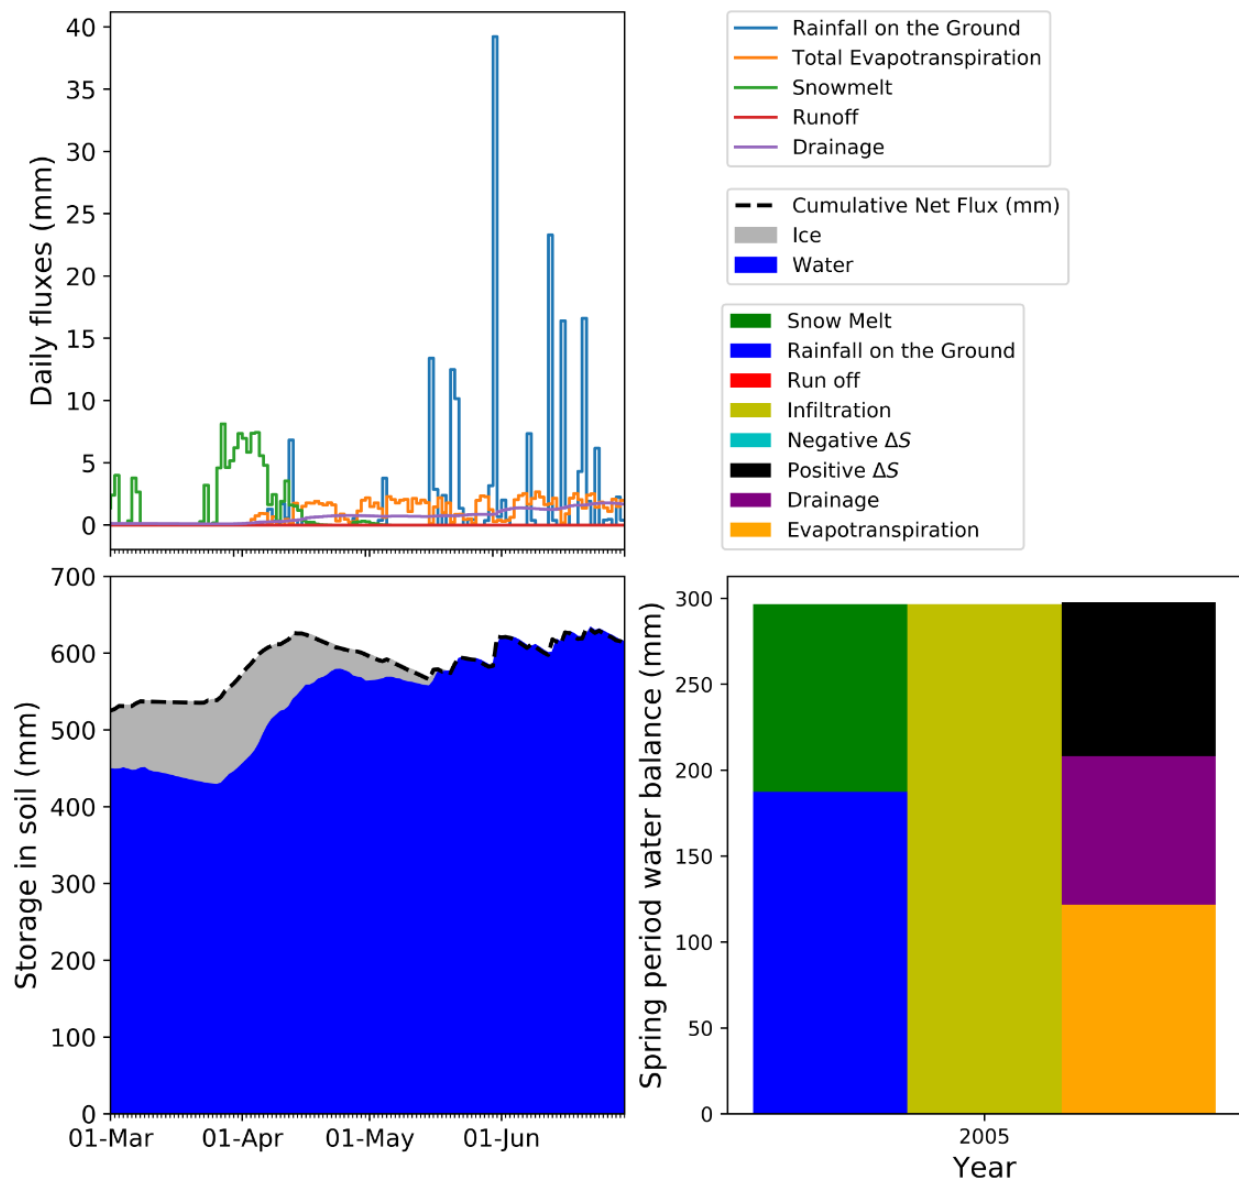 40
35
30
25
20
15
10
5
0
Daily fluxes (mm)
Rainfall on the Ground
Total Evapotranspiration
Snowmelt
Runoff
Drainage
Cumulative Net Flux (mm)
Ice
Water
Snow Melt
Rainfall on the Ground
Run off
Infiltration
Negative ΔS
Positive ΔS
Drainage
Evapotranspiration
700
600
500
400
300
200
100
0
Storage in soil (mm)
01-Mar
01-Apr
01-May
01-Jun
300
250
200
150
100
50
0
Spring period water balance (mm)
2005
Year